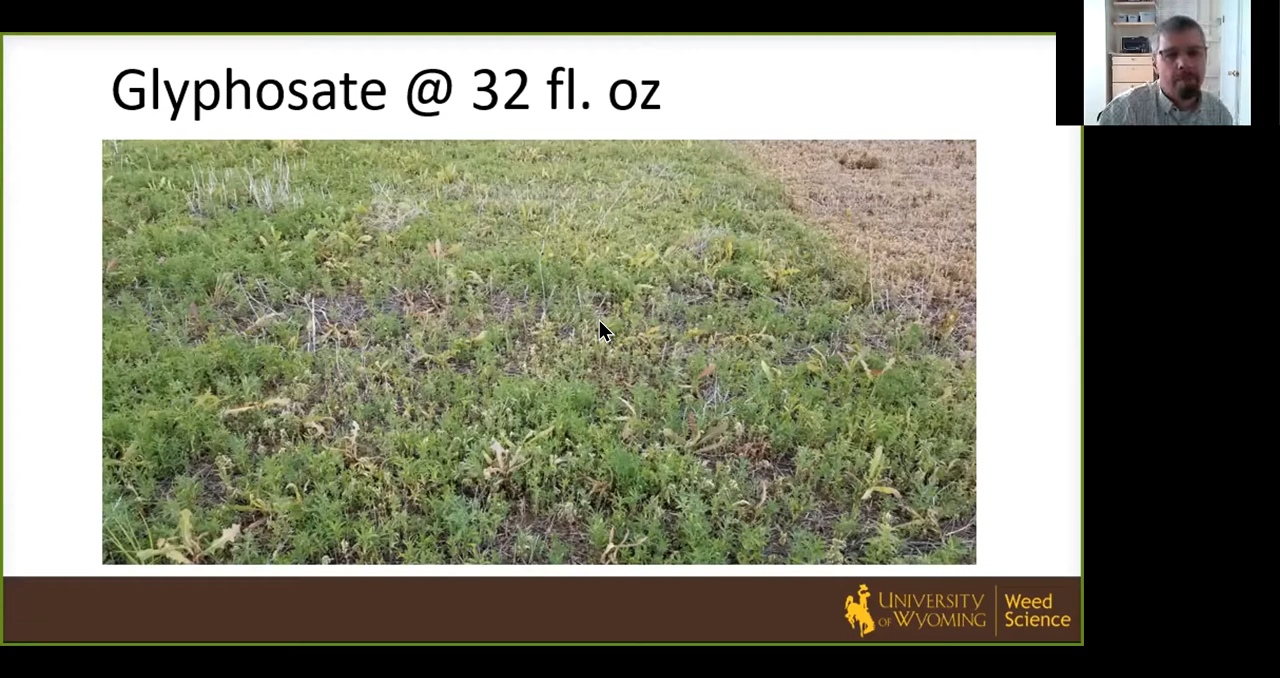 Glyphosate @ 32 fl. oz
UNIVERSITY
OF WYOMING
Weed
Science